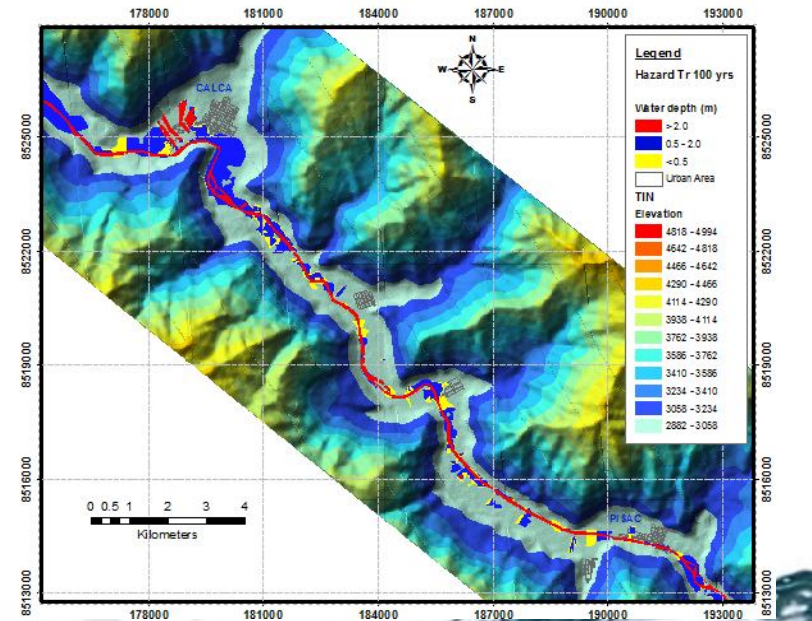 178000 181000 184000 187000 190000 193000
N
W E
S
CALCA
Legend
Hazard Tr 100 yrs
Water depth (m)
>2.0
0.5 - 2.0
<0.5
Urban Area
TIN
Elevation
4818 - 4994
4642 - 4818
4466 - 4642
4290 - 4466
4114 - 4290
3938 - 4114
3762 - 3938
3586 - 3762
3410 - 3586
3234 - 3410
3058 - 3234
2882 - 3058
8525000 8525000
8522000 8522000
8519000 8519000
8516000 8516000
8513000 8513000
PISAC
0 0.5 1 2 3 4
Kilometers
178000 181000 184000 187000 190000 193000